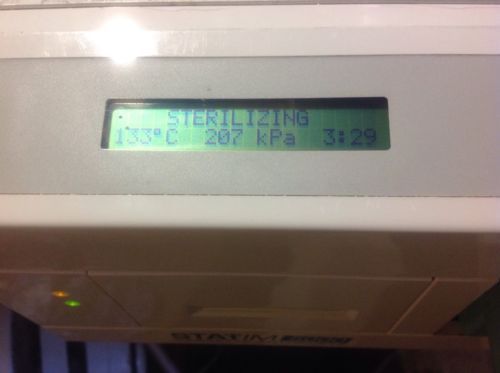 STERILIZING
133°C 207 kPa 3:29
STATIM